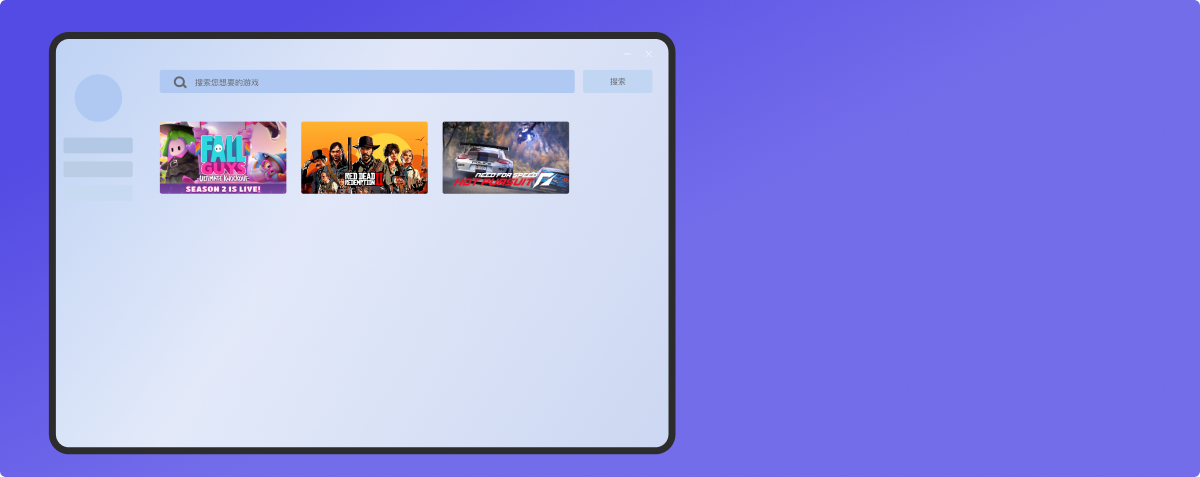 搜索您想要的游戏
搜索
FALL
GUYS
ULTIMATE KNOCKOUT
SEASON 2 IS LIVE!
RED DEAD
REDEMPTION II
NEED FOR SPEED
HOT PURSUIT